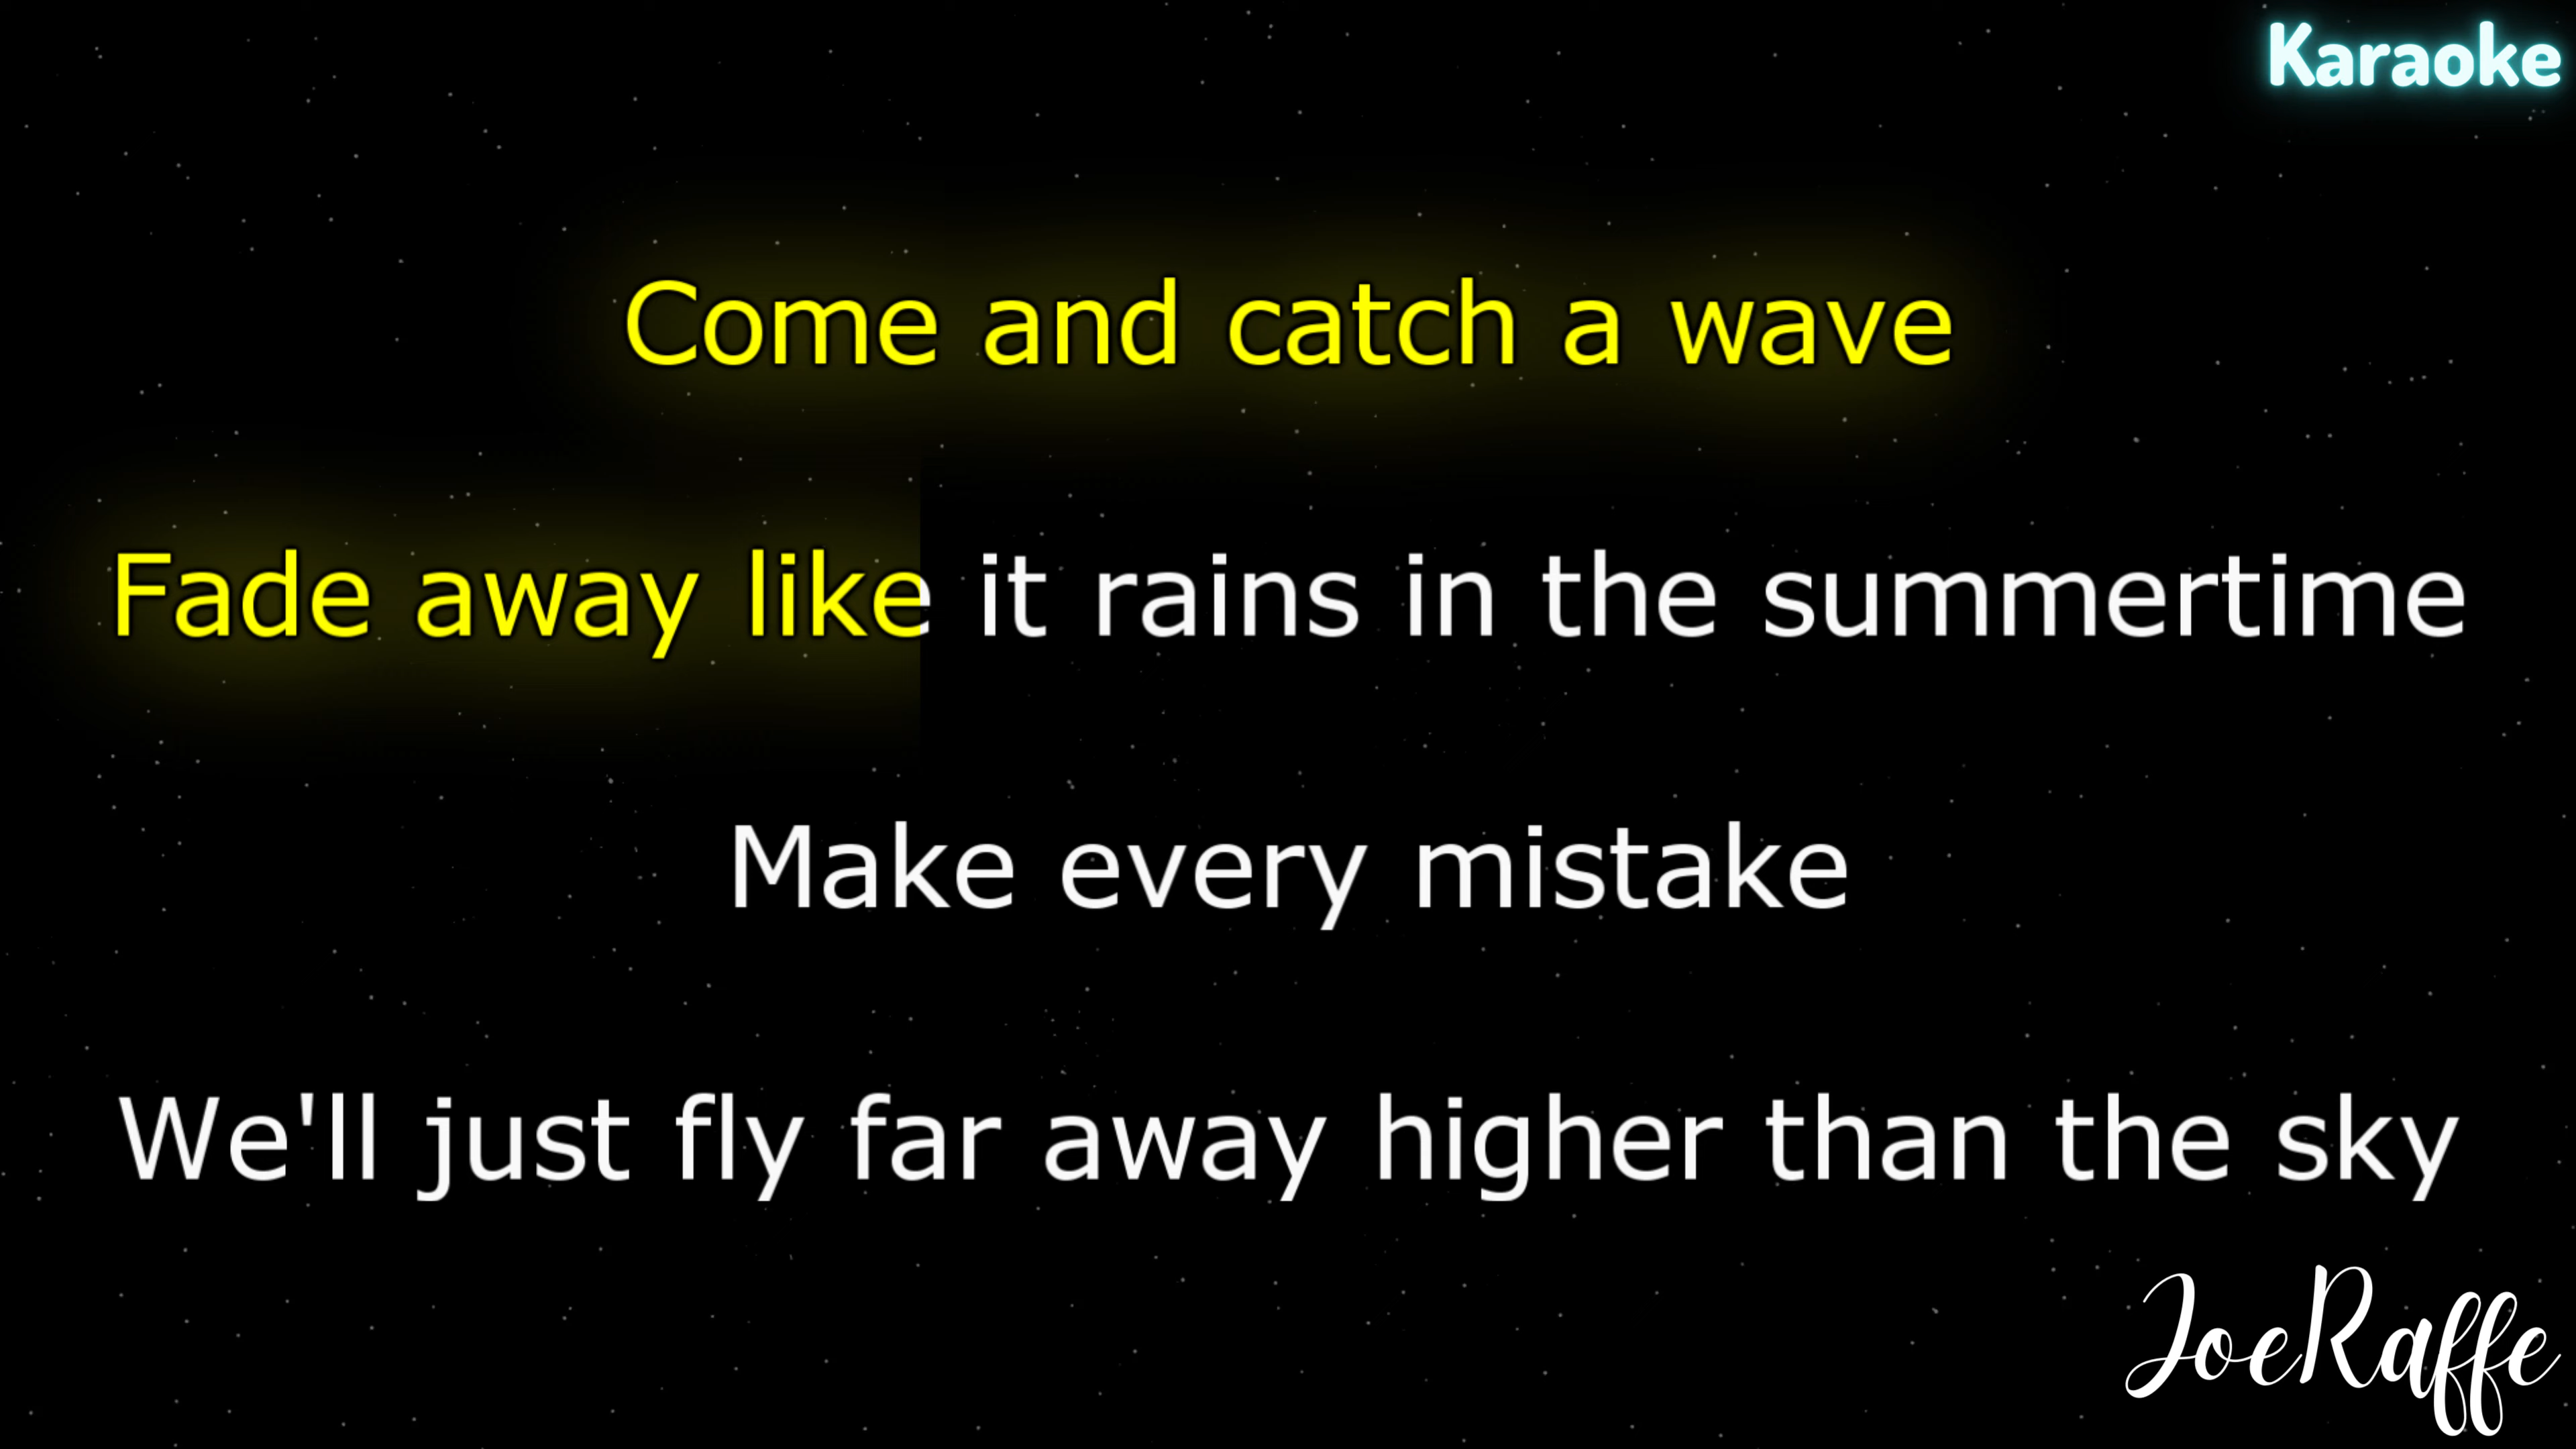 Karaoke
Come and catch a wave
Fade away like it rains in the summertime
Make every mistake
We'll just fly far away higher than the sky
JoeRaffe